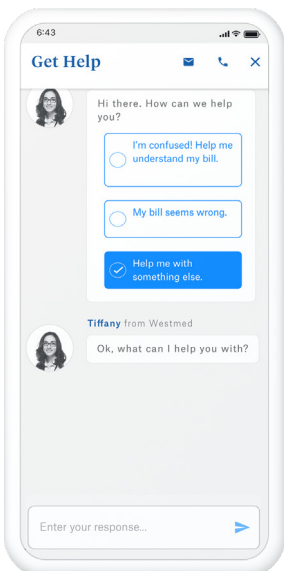 6:43
Get Help
Hi there. How can we help
you?
I'm confused! Help me
understand my bill.
My bill seems wrong.
Help me with
something else.
Tiffany from Westmed
Ok, what can I help you with?
Enter your response...